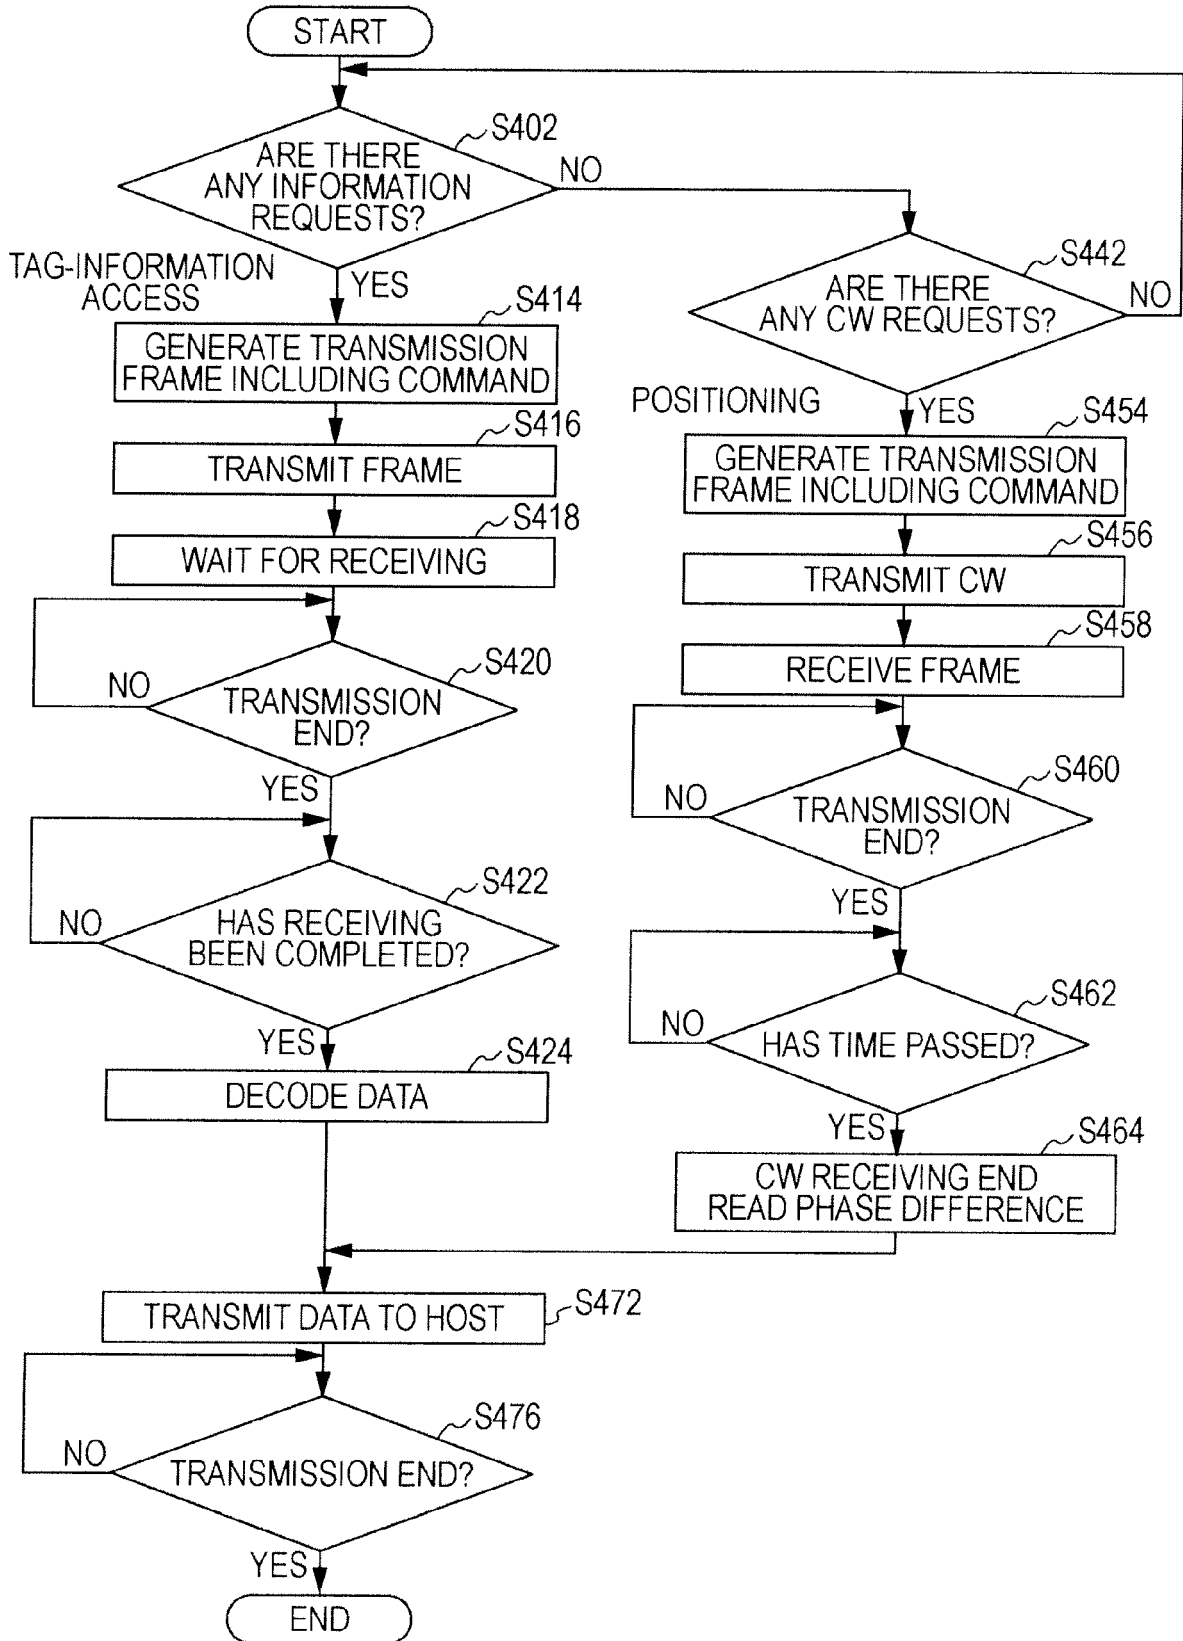 START
S402
ARE THERE
ANY INFORMATION
REQUESTS?
NO
TAG-INFORMATION
ACCESS
YES
S442
ARE THERE
ANY CW REQUESTS?
NO
S414
GENERATE TRANSMISSION
FRAME INCLUDING COMMAND
POSITIONING
YES
S454
GENERATE TRANSMISSION
FRAME INCLUDING COMMAND
S416
TRANSMIT FRAME
S418
WAIT FOR RECEIVING
S456
TRANSMIT CW
S458
RECEIVE FRAME
S420
NO
TRANSMISSION
END?
YES
S460
NO
TRANSMISSION
END?
YES
S422
NO
HAS RECEIVING
BEEN COMPLETED?
YES
S462
NO
HAS TIME PASSED?
YES
S424
DECODE DATA
S464
CW RECEIVING END
READ PHASE DIFFERENCE
TRANSMIT DATA TO HOST
S472
S476
NO
TRANSMISSION END?
YES
END